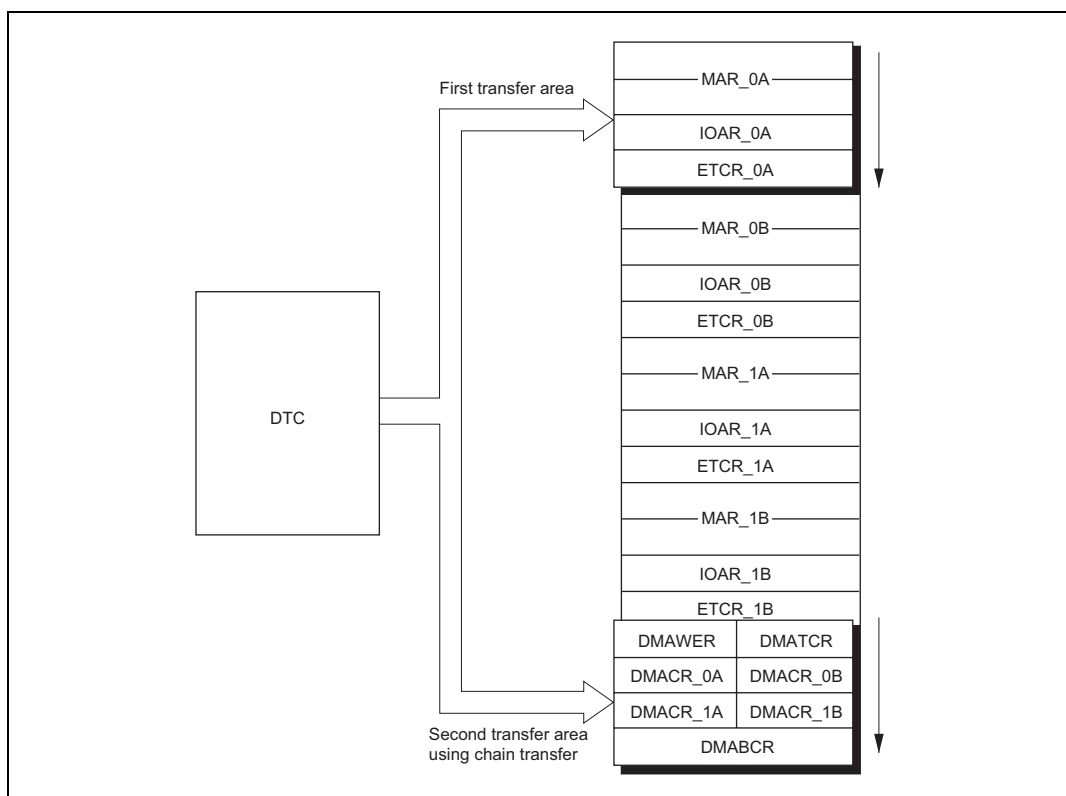 First transfer area
MAR_0A
IOAR_0A
ETCR_0A
MAR_0B
IOAR_0B
ETCR_0B
MAR_1A
DTC
IOAR_1A
ETCR_1A
MAR_1B
IOAR_1B
ETCR_1B
DMAWER DMATCR
DMACR_0A DMACR_0B
DMACR_1A DMACR_1B
Second transfer area
using chain transfer
DMABCR